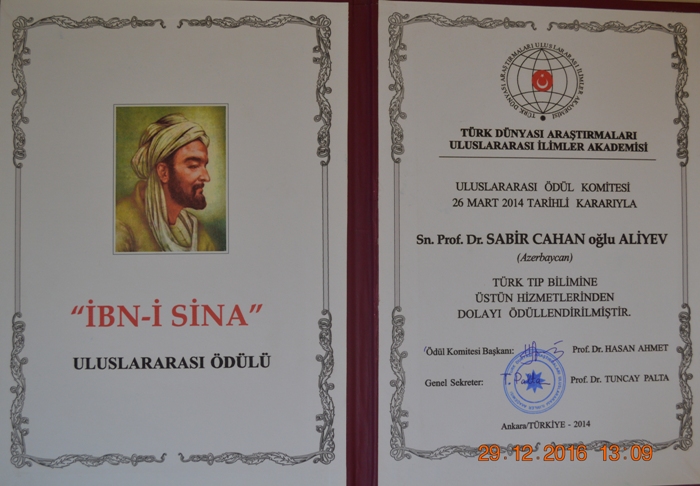 "İBN-İ SİNA"
ULUSLARARASI ÖDÜLÜ
TÜRK DÜNYASI ARAŞTIRMALARI ULUSLARARASI İLİMLER AKADEMİSİ
TÜRK DÜNYASI ARAŞTIRMALARI
ULUSLARARASI İLİMLER AKADEMİSİ
ULUSLARARASI ÖDÜL KOMİTESİ
26 MART 2014 TARİHLİ KARARIYLA
Sn. Prof. Dr. SABİR CAHAN oğlu ALİYEV
(Azerbaycan)
TÜRK TIP BİLİMİNE
ÜSTÜN HİZMETLERİNDEN
DOLAYI ÖDÜLLENDİRİLMİŞTİR.
Ödül Komitesi Başkanı: Prof. Dr. HASAN AHMET
Genel Sekreter: T. Palta Prof. Dr. TUNCAY PALTA
Ankara/TÜRKİYE - 2014
29.12.2016 13:09